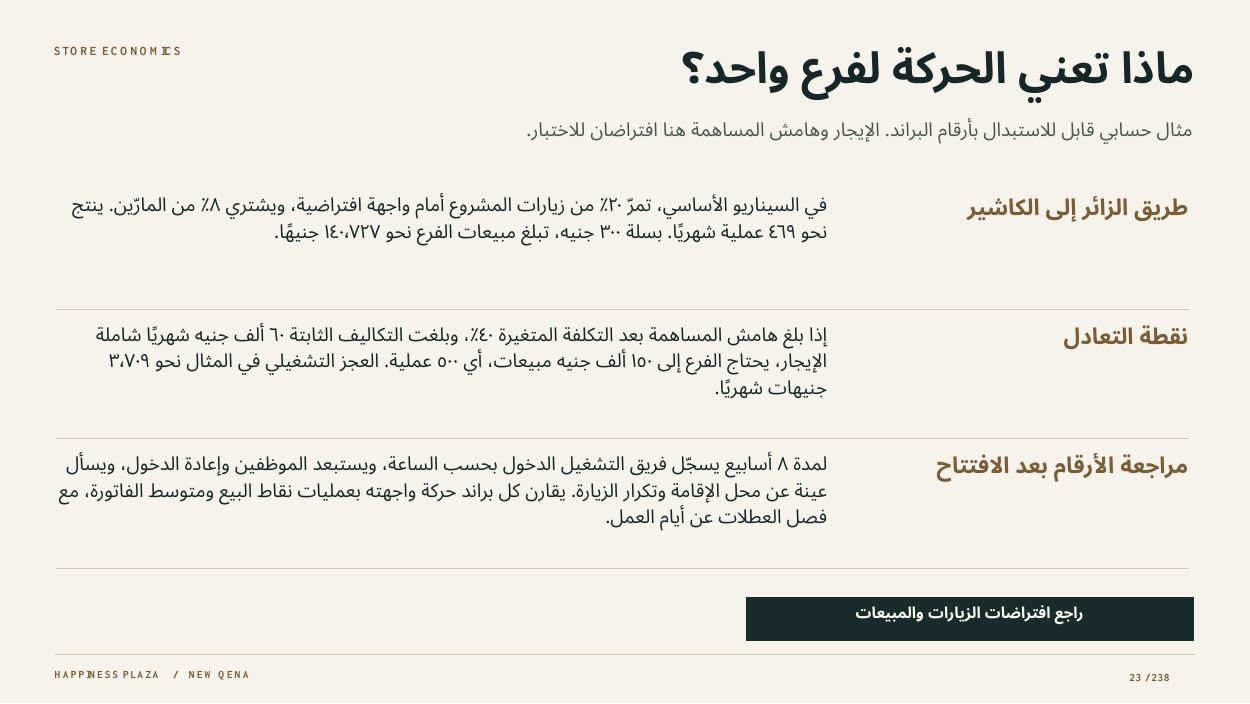 STORE ECONOMICS
ماذا تعني الحركة لفرع واحد؟
مثال حسابي قابل للاستبدال بأرقام البراند. الإيجار وهامش المساهمة هنا افتراضان للاختبار.
طريق الزائر إلى الكاشير
في السيناريو الأساسي، تمرّ ٢٠٪ من زيارات المشروع أمام واجهة افتراضية، ويشتري ٨٪ من المارّين. ينتج
نحو ٤٦٩ عملية شهريًا. بسلة ٣٠٠ جنيه، تبلغ مبيعات الفرع نحو ١٤٠،٧٢٧ جنيهًا.
نقطة التعادل
إذا بلغ هامش المساهمة بعد التكلفة المتغيرة ٤٠٪، وبلغت التكاليف الثابتة ٦٠ ألف جنيه شهريًا شاملة
الإيجار، يحتاج الفرع إلى ١٥٠ ألف جنيه مبيعات، أي ٥٠٠ عملية. العجز التشغيلي في المثال نحو ٣،٧٠٩
جنيهات شهريًا.
مراجعة الأرقام بعد الافتتاح
لمدة ٨ أسابيع يسجّل فريق التشغيل الدخول بحسب الساعة، ويستبعد الموظفين وإعادة الدخول، ويسأل
عينة عن محل الإقامة وتكرار الزيارة. يقارن كل براند حركة واجهته بعمليات نقاط البيع ومتوسط الفاتورة، مع
فصل العطلات عن أيام العمل.
راجع افتراضات الزيارات والمبيعات
HAPPINESS PLAZA / NEW QENA
23 /238